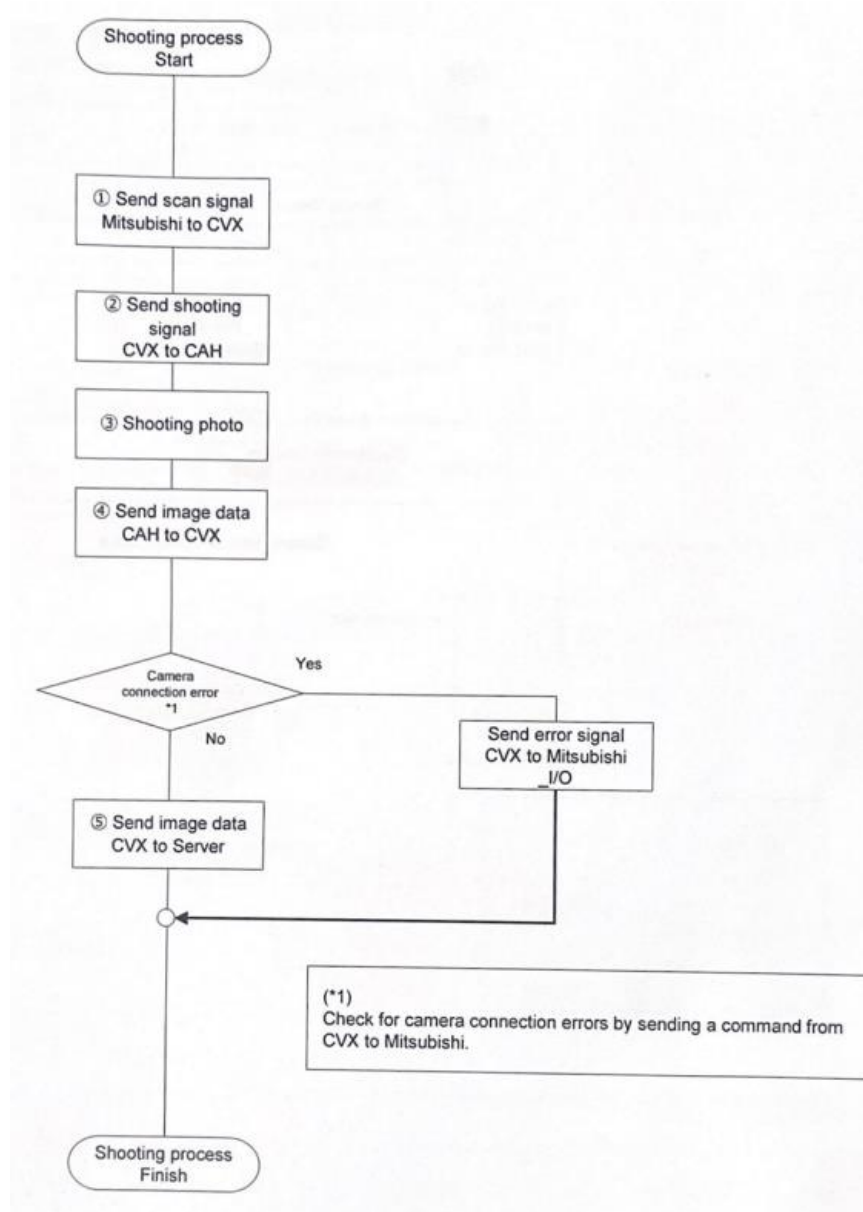 Shooting process
Start
① Send scan signal
Mitsubishi to CVX
② Send shooting
signal
CVX to CAH
③ Shooting photo
④ Send image data
CAH to CVX
Camera
connection error
*1
Yes
No
Send error signal
CVX to Mitsubishi
_I/O
⑤ Send image data
CVX to Server
(*1)
Check for camera connection errors by sending a command from
CVX to Mitsubishi.
Shooting process
Finish